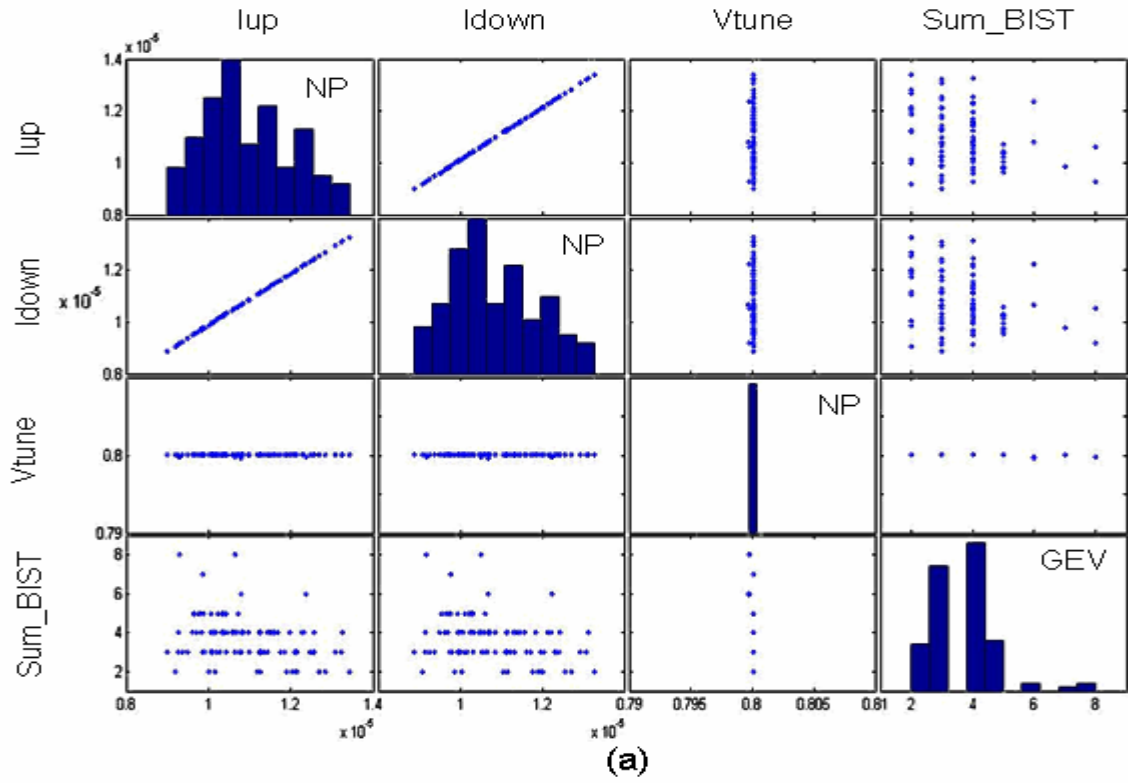 Iup Idown Vtune Sum_BIST
x 10⁻⁵
1.4
1.2
1
0.8
Iup
NP
1.2
x 10⁻⁵
1
0.8
Idown
NP
0.8
0.79
Vtune
NP
8
6
4
2
Sum_BIST
GEV
0.8 1 1.2 1.4
x 10⁻⁵
1 1.2
x 10⁻⁵
0.79 0.795 0.8 0.805 0.81
2 4 6 8
(a)